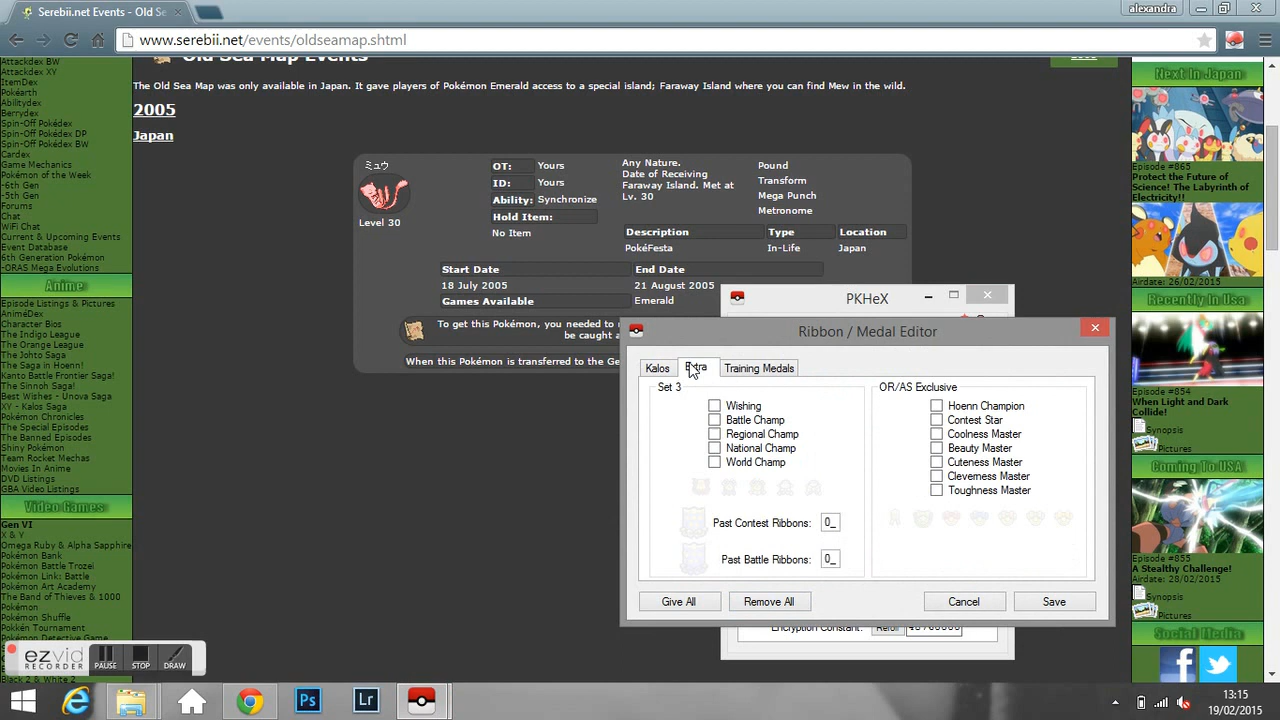 Serebii.net Events - Old Se
alexandra
www.serebii.net/events/oldseamap.shtml
Attackdex BW
Attackdex XY
ItemDex
Pokéarth
Abilitydex
Berrydex
Spin-Off Pokédex
Spin-Off Pokédex DP
Spin-Off Pokédex BW
Cardex
Game Mechanics
Pokémon of the Week
-6th Gen
-5th Gen
Forums
Chat
WiFi Chat
Current & Upcoming Events
Event Database
6th Generation Pokémon
-ORAS Mega Evolutions
Anime:
Episode Listings & Pictures
AniméDex
Character Bios
The Indigo League
The Orange League
The Johto Saga
The Saga in Hoenn!
Kanto Battle Frontier Saga!
The Sinnoh Saga!
Best Wishes - Unova Saga
XY - Kalos Saga
Pokémon Chronicles
The Special Episodes
The Banned Episodes
Shiny Pokémon
Team Rocket Mechas
Movies In Anime
DVD Listings
GBA Video Listings
Video Games:
Gen VI
X & Y
Omega Ruby & Alpha Sapphire
Pokémon Bank
Pokémon Battle Trozei
Pokémon Link: Battle
Pokémon Art Academy
The Band of Thieves & 1000
Pokémon
Pokémon Shuffle
Pokkén Tournament
Pokémon Detective Game
Old Sea Map Events
The Old Sea Map was only available in Japan. It gave players of Pokémon Emerald access to a special island; Faraway Island where you can find Mew in the wild.
2005
Japan
ミュウ
Level 30
OT: Yours
ID: Yours
Ability: Synchronize
Hold Item:
No Item
Any Nature.
Date of Receiving
Faraway Island. Met at
Lv. 30
Pound
Transform
Mega Punch
Metronome
Description Type Location
PokéFesta In-Life Japan
Start Date End Date
18 July 2005 21 August 2005
Games Available Emerald
To get this Pokémon, you needed to
be caught a
When this Pokémon is transferred to the Ge
PKHeX
Ribbon / Medal Editor
Kalos Extra Training Medals
Set 3
Wishing
Battle Champ
Regional Champ
National Champ
World Champ
Past Contest Ribbons: 0_
Past Battle Ribbons: 0_
OR/AS Exclusive
Hoenn Champion
Contest Star
Coolness Master
Beauty Master
Cuteness Master
Cleverness Master
Toughness Master
Give All Remove All Cancel Save
Encryption Constant: Reroll
Next In Japan:
Episode #865
Protect the Future of
Science! The Labyrinth of
Electricity!!
Airdate: 26/02/2015
Recently In Usa:
Episode #854
When Light and Dark
Collide!
Synopsis
Pictures
Coming To USA:
Episode #855
A Stealthy Challenge!
Airdate: 28/02/2015
Synopsis
Pictures
Social Media
ezvid
RECORDER
PAUSE STOP DRAW
Ps
Lr
13:15
19/02/2015